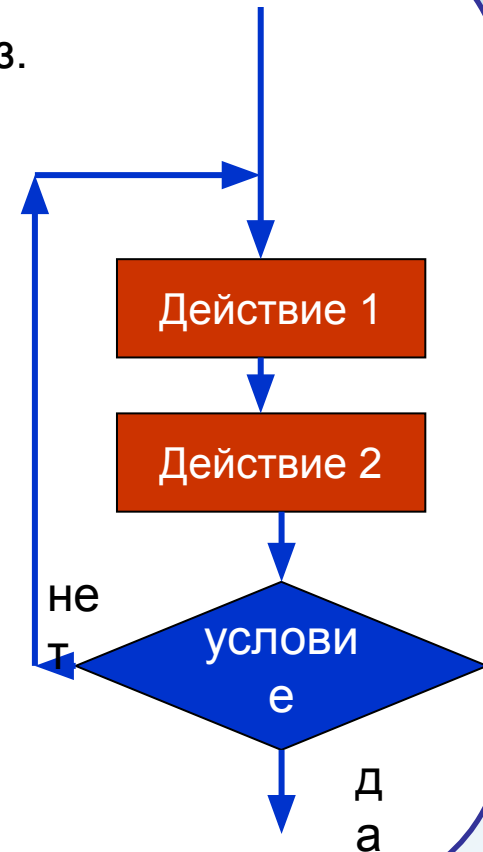 з.
Действие 1
Действие 2
не
т
услови
е
д
а